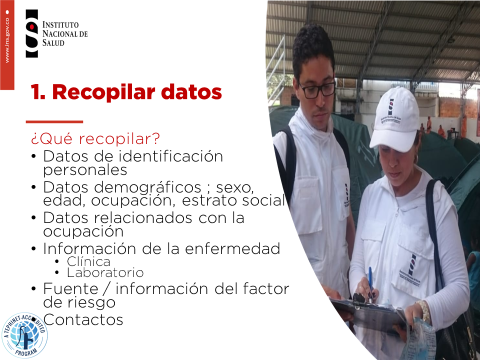 www.ins.gov.co
INSTITUTO
NACIONAL DE
SALUD
1. Recopilar datos
¿Qué recopilar?
• Datos de identificación
personales
• Datos demográficos ; sexo,
edad, ocupación, estrato social
• Datos relacionados con la
ocupación
• Información de la enfermedad
• Clínica
• Laboratorio
• Fuente / información del factor
de riesgo
• Contactos
A TEPHINET ACCREDITED
PROGRAM